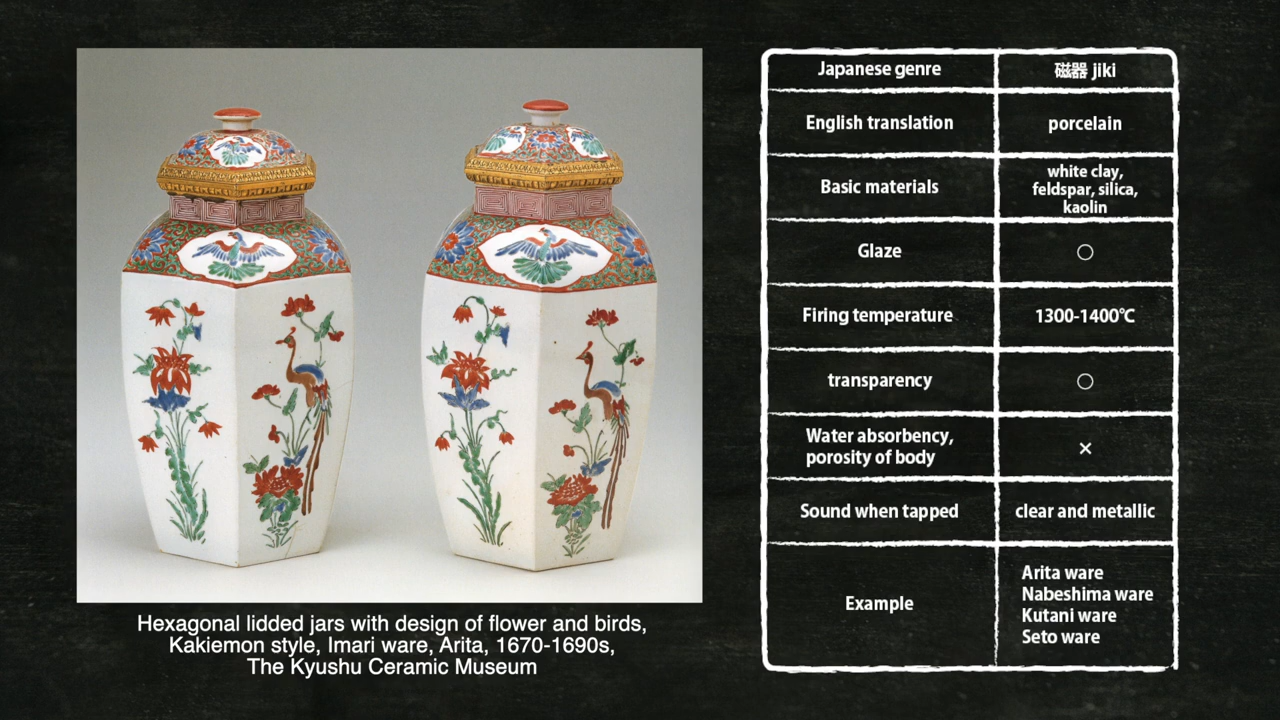 Hexagonal lidded jars with design of flower and birds,
Kakiemon style, Imari ware, Arita, 1670-1690s,
The Kyushu Ceramic Museum
Japanese genre 磁器 jiki
English translation porcelain
Basic materials white clay,
feldspar, silica,
kaolin
Glaze ○
Firing temperature 1300-1400℃
transparency ○
Water absorbency,
porosity of body ×
Sound when tapped clear and metallic
Example Arita ware
Nabeshima ware
Kutani ware
Seto ware